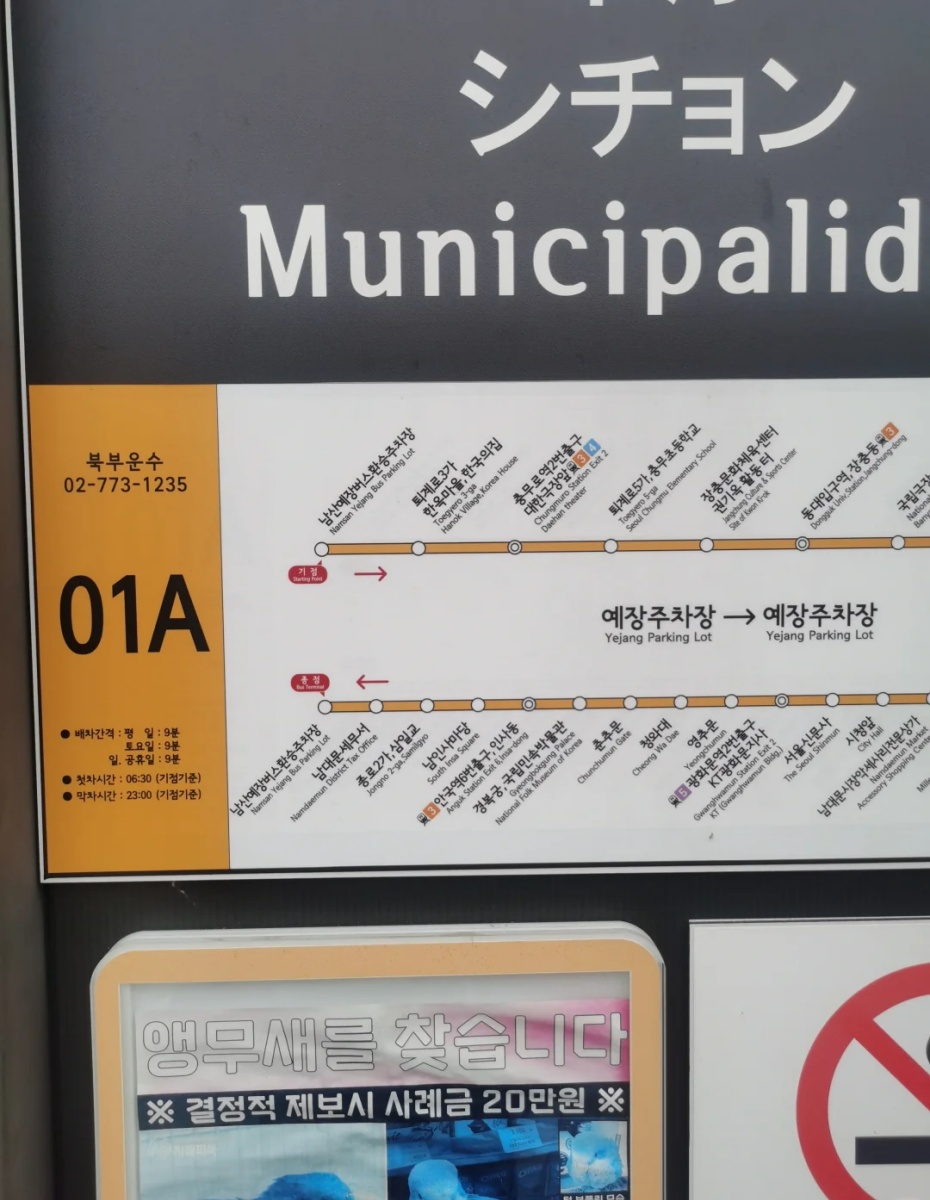 シチョン
Municipalid
북부운수
02-773-1235
01A
● 배차간격 : 평 일 : 9분
토요일 : 9분
일. 공휴일 : 9분
● 첫차시간 : 06:30 (기점기준)
● 막차시간 : 23:00 (기점기준)
남산예장버스환승주차장
Namsan Yejang Bus Parking Lot
퇴계로3가
한옥마을,한국의집
Toegyero 3-ga
Hanok Village,Korea House
충무로역2번출구
대한극장앞 3 4
Chungmuro Station Exit 2
Daehan theater
퇴계로5가,충무초등학교
Toegyero 5-ga
Seoul Chungmu Elementary School
장충문화체육센터
권기옥 활동터
Jangchung Culture & Sports Center
Site of Kwon Ki-ok
동대입구역,장충동 3
Dongguk Univ.Station,Jangchung-dong
국립극장
기 점
Starting Point
예장주차장 → 예장주차장
Yejang Parking Lot Yejang Parking Lot
종 점
Bus Terminal
남산예장버스환승주차장
Namsan Yejang Bus Parking Lot
남대문세무서
Nandaemun District Tax Office
종로2가,삼일교
Jongno 2-ga,Samilgyo
남인사마당
South Insa Square
3 안국역6번출구, 인사동
Anguk Station Exit 6,Insa-dong
경복궁, 국립민속박물관
Gyeongbokgung Palace
National Folk Museum of Korea
춘추문
Chunchumun Gate
청와대
Cheong Wa Dae
영추문
Yeongchumun
5 광화문역2번출구
KT광화문지사
Gwanghwamun Station Exit 2
KT (Gwanghwamun Bldg.)
서울신문사
The Seoul Shinmun
시청앞
City Hall
남대문시장악세사리전문상가
Nandaemun Market
Accessory Shopping Cente
앵무새를 찾습니다
※ 결정적 제보시 사례금 20만원 ※